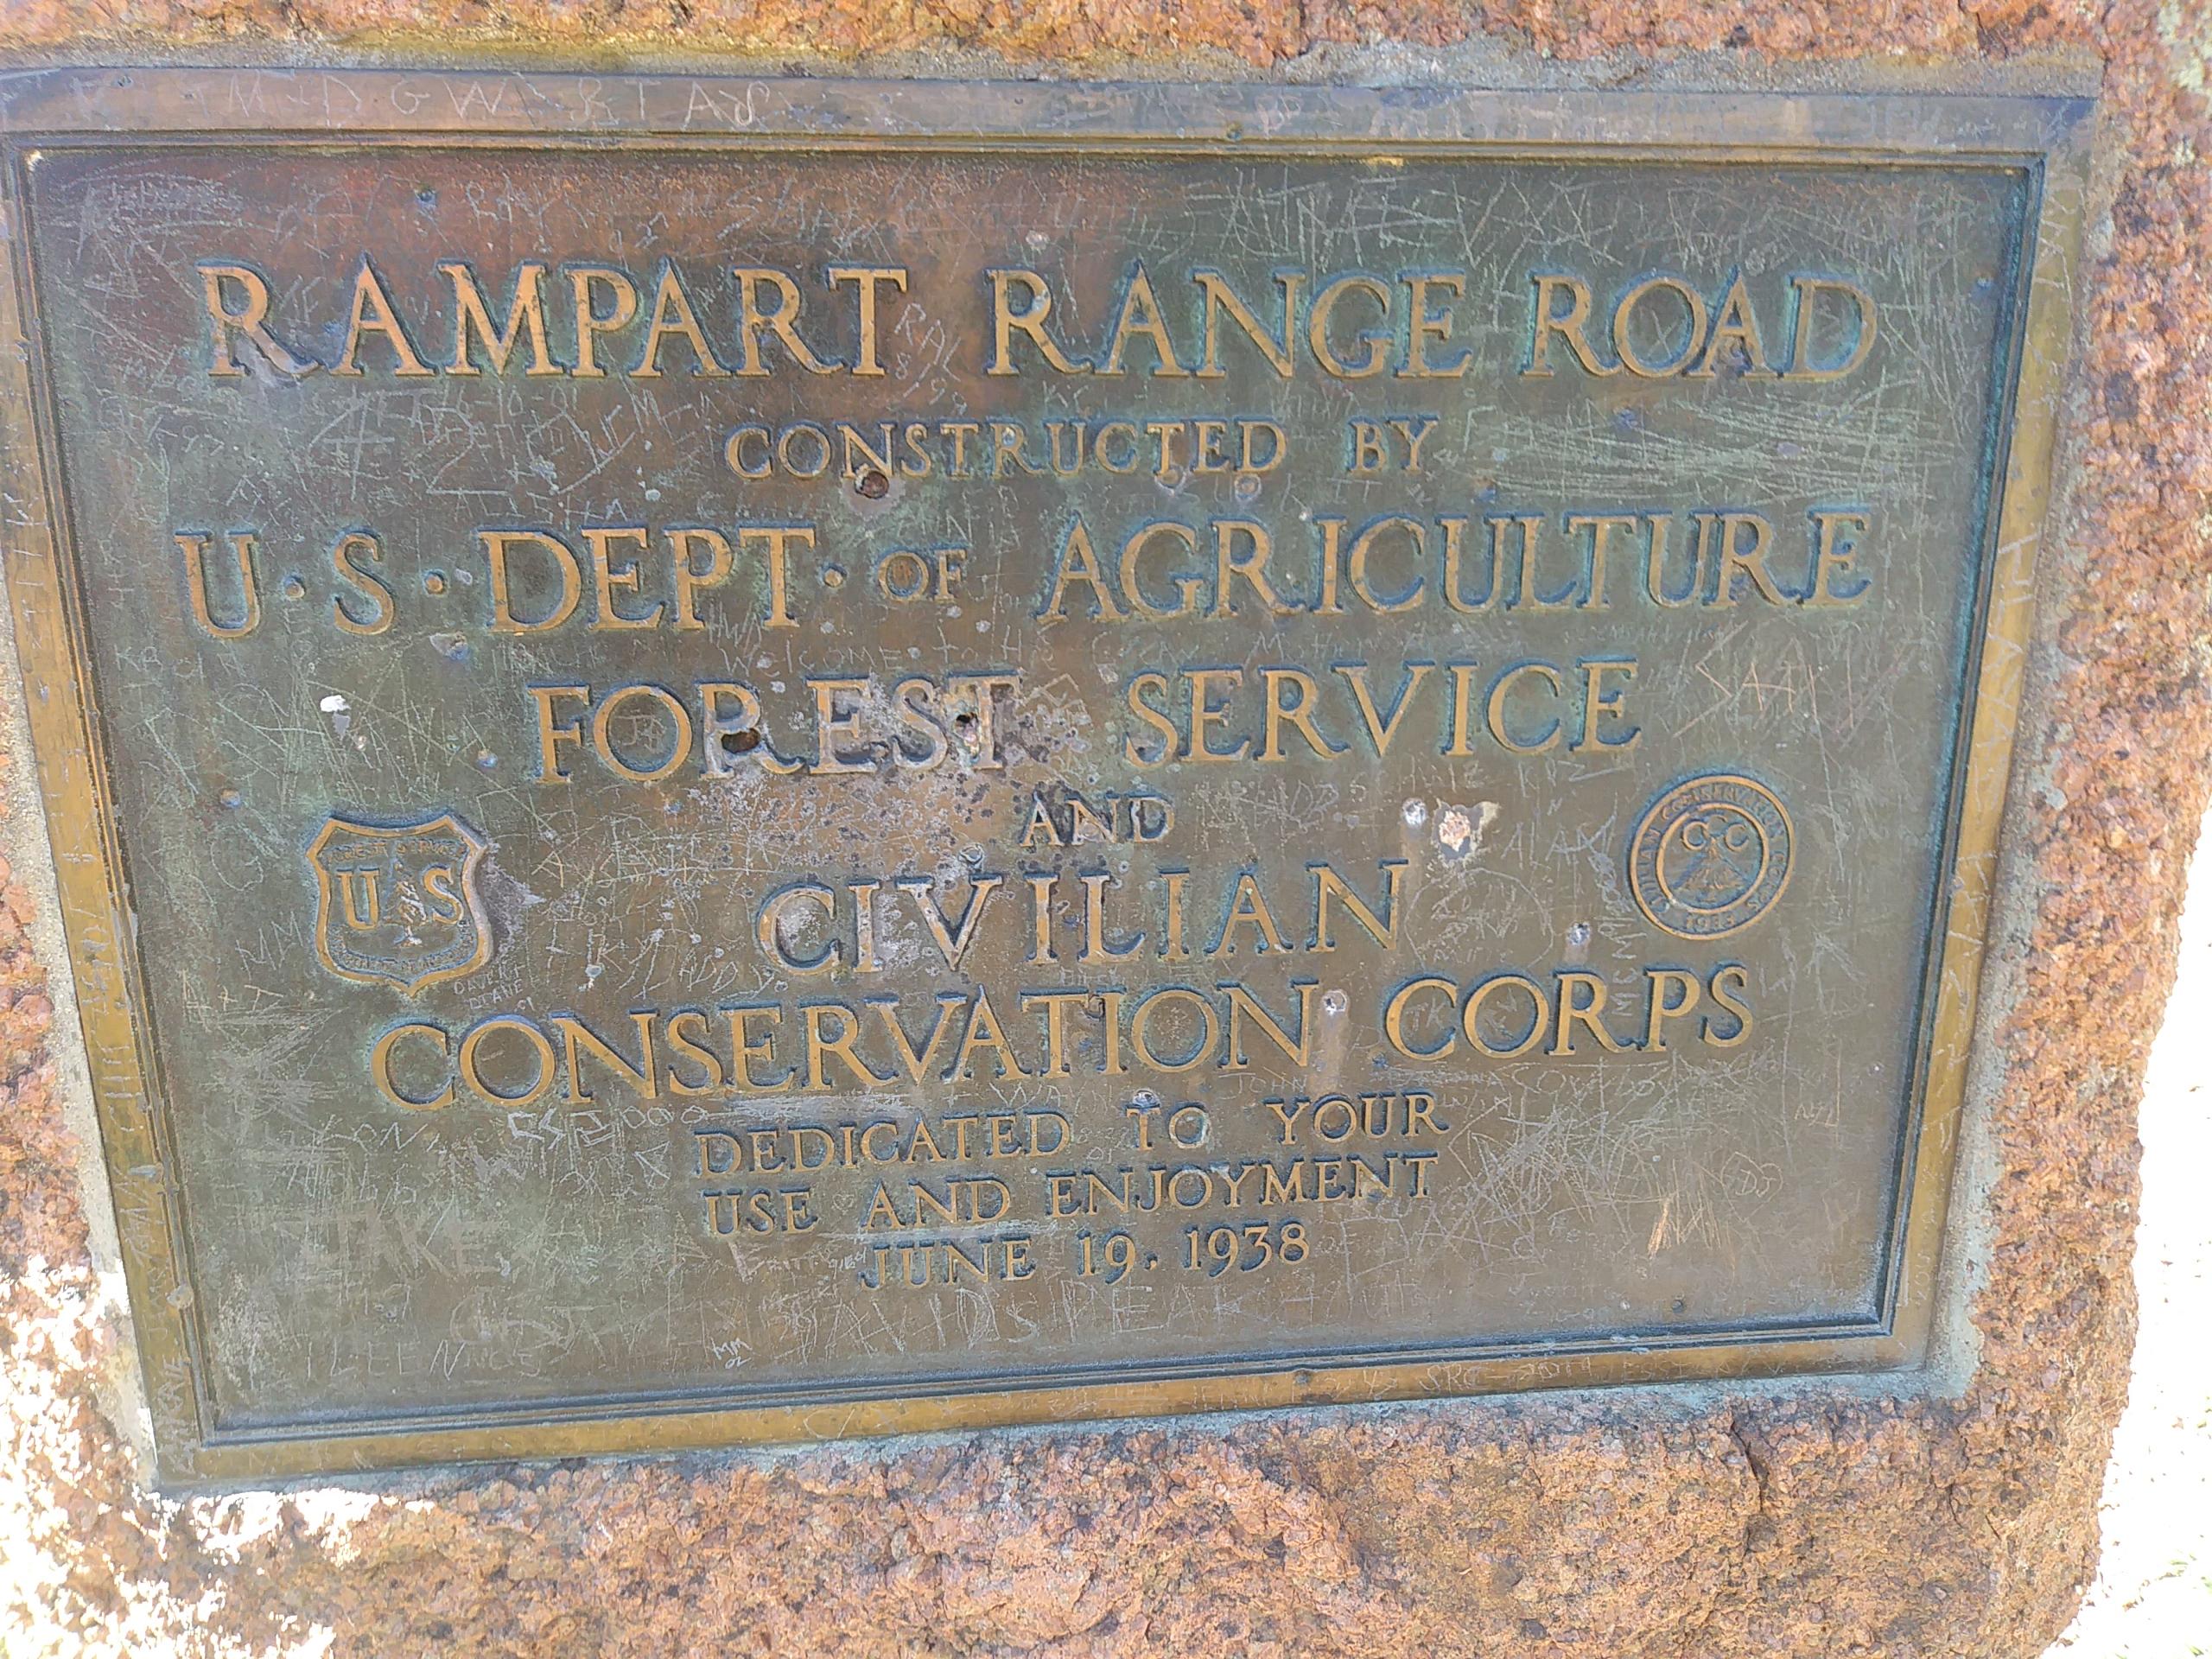 RAMPART RANGE ROAD
CONSTRUCTED BY
U·S·DEPT· OF AGRICULTURE
FOREST SERVICE
AND
CIVILIAN
CONSERVATION CORPS
DEDICATED TO YOUR
USE AND ENJOYMENT
JUNE 19, 1938
U S
CCC